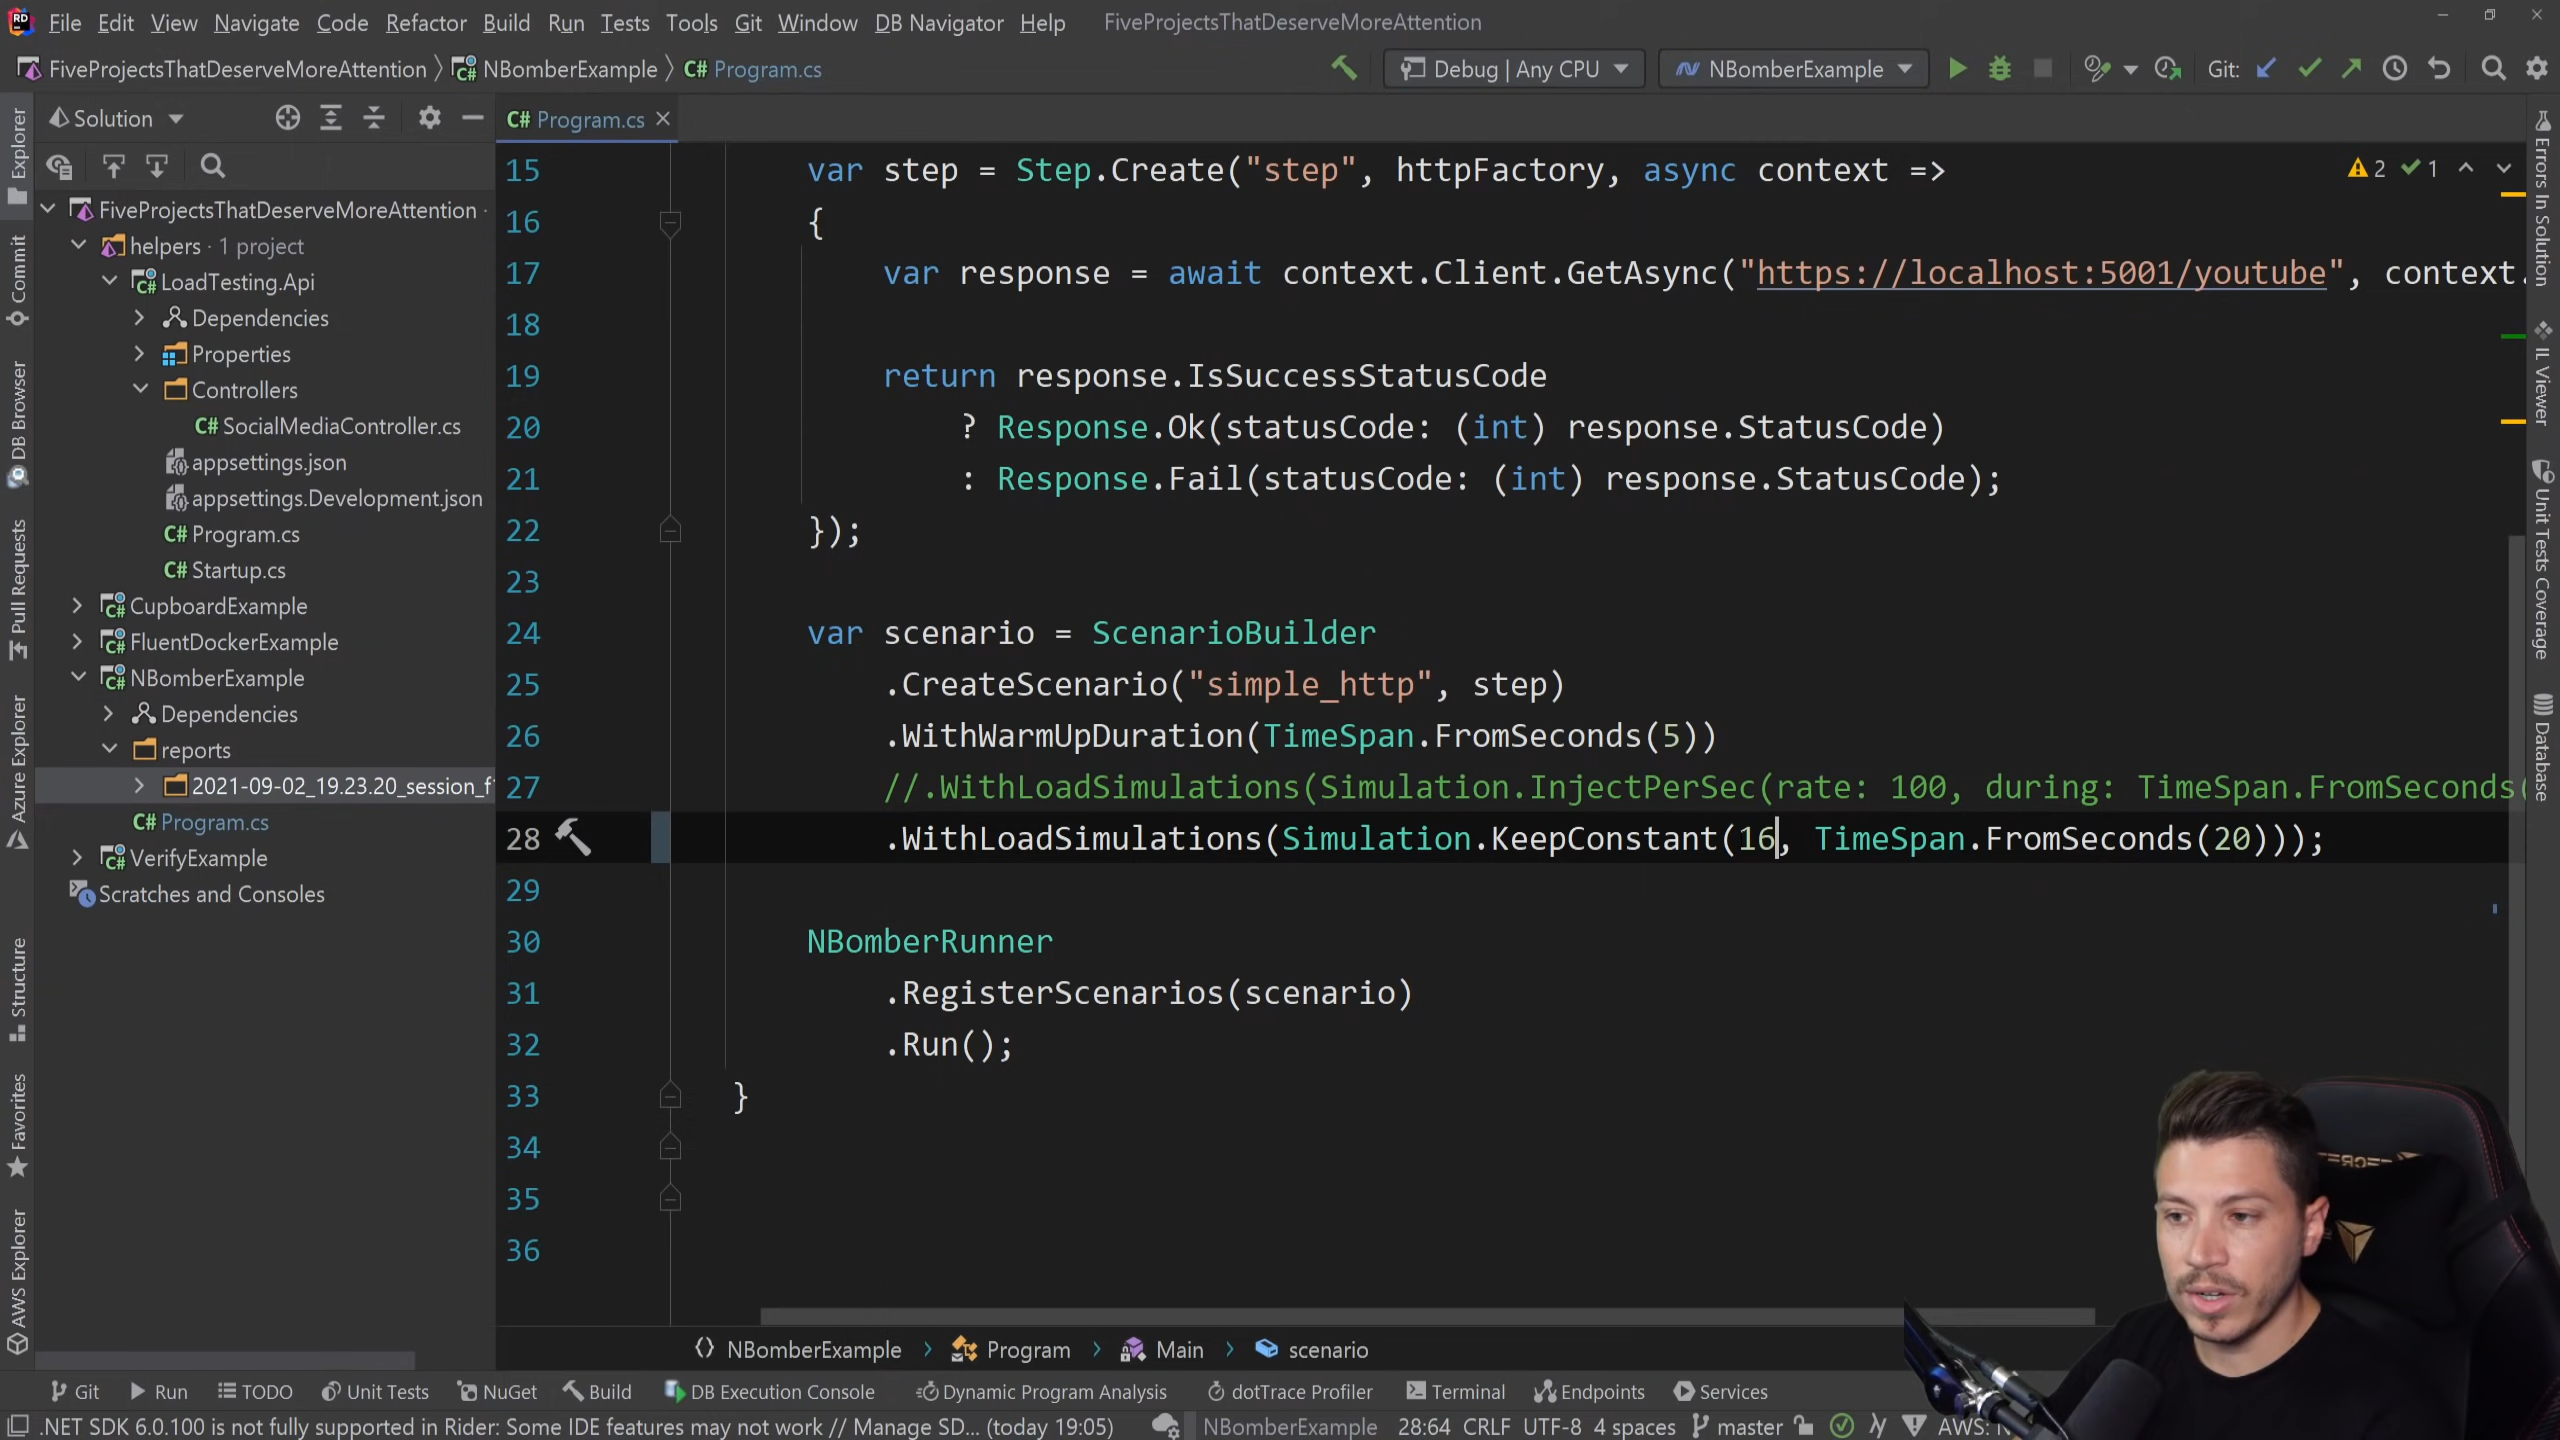 RD File Edit View Navigate Code Refactor Build Run Tests Tools Git Window DB Navigator Help FiveProjectsThatDeserveMoreAttention
FiveProjectsThatDeserveMoreAttention NBomberExample Program.cs Debug | Any CPU NBomberExample Git:
Solution
C# Program.cs
FiveProjectsThatDeserveMoreAttention
helpers · 1 project
LoadTesting.Api
Dependencies
Properties
Controllers
C# SocialMediaController.cs
appsettings.json
appsettings.Development.json
C# Program.cs
C# Startup.cs
CupboardExample
FluentDockerExample
NBomberExample
Dependencies
reports
2021-09-02_19.23.20_session_f
C# Program.cs
VerifyExample
Scratches and Consoles
Explorer
Commit
DB Browser
Pull Requests
Azure Explorer
Structure
Favorites
AWS Explorer
15 var step = Step.Create("step", httpFactory, async context =>
16 {
17 var response = await context.Client.GetAsync("https://localhost:5001/youtube", context.
18
19 return response.IsSuccessStatusCode
20 ? Response.Ok(statusCode: (int) response.StatusCode)
21 : Response.Fail(statusCode: (int) response.StatusCode);
22 });
23
24 var scenario = ScenarioBuilder
25 .CreateScenario("simple_http", step)
26 .WithWarmUpDuration(TimeSpan.FromSeconds(5))
27 //.WithLoadSimulations(Simulation.InjectPerSec(rate: 100, during: TimeSpan.FromSeconds(
28 .WithLoadSimulations(Simulation.KeepConstant(16, TimeSpan.FromSeconds(20)));
29
30 NBomberRunner
31 .RegisterScenarios(scenario)
32 .Run();
33 }
34
35
36
2 1
Errors In Solution
IL Viewer
Unit Tests Coverage
Database
NBomberExample Program Main scenario
Git Run TODO Unit Tests NuGet Build DB Execution Console Dynamic Program Analysis dotTrace Profiler Terminal Endpoints Services
.NET SDK 6.0.100 is not fully supported in Rider: Some IDE features may not work // Manage SD... (today 19:05) NBomberExample 28:64 CRLF UTF-8 4 spaces master AWS: